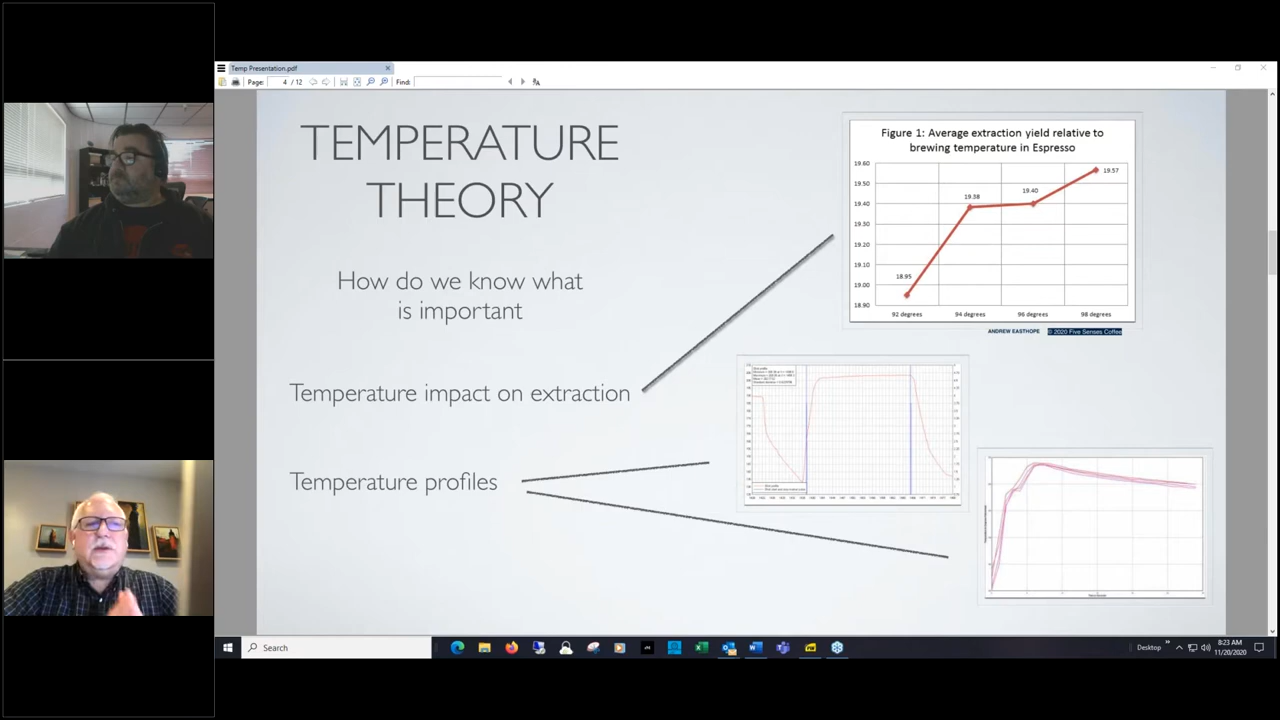 Temp Presentation.pdf
Page: 4 / 12 Find:
TEMPERATURE
THEORY
How do we know what
is important
Temperature impact on extraction
Temperature profiles
Figure 1: Average extraction yield relative to
brewing temperature in Espresso
19.60
19.50
19.40
19.30
19.20
19.10
19.00
18.90
18.95
19.38
19.40
19.57
92 degrees 94 degrees 96 degrees 98 degrees
ANDREW EASTHOPE © 2020 Five Senses Coffee
Search
Desktop
8:23 AM
11/20/2020